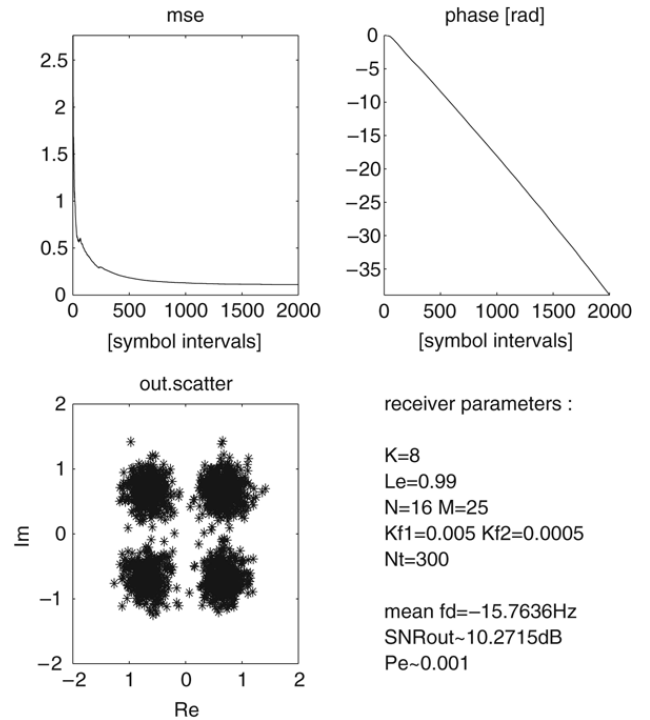 mse
2.5
2
1.5
1
0.5
0
0 500 1000 1500 2000
[symbol intervals]
phase [rad]
0
−5
−10
−15
−20
−25
−30
−35
0 500 1000 1500 2000
[symbol intervals]
out.scatter
2
1
0
−1
−2
Im
−2 1 0 1 2
Re
receiver parameters :
K=8
Le=0.99
N=16 M=25
Kf1=0.005 Kf2=0.0005
Nt=300
mean fd=−15.7636Hz
SNRout~10.2715dB
Pe~0.001